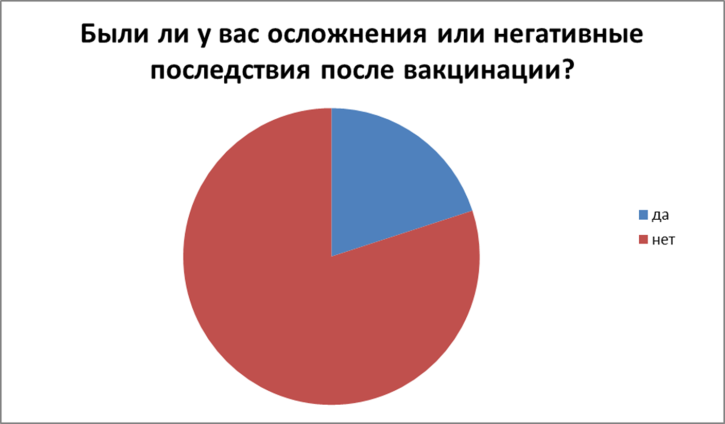 Были ли у вас осложнения или негативные
последствия после вакцинации?
да
нет